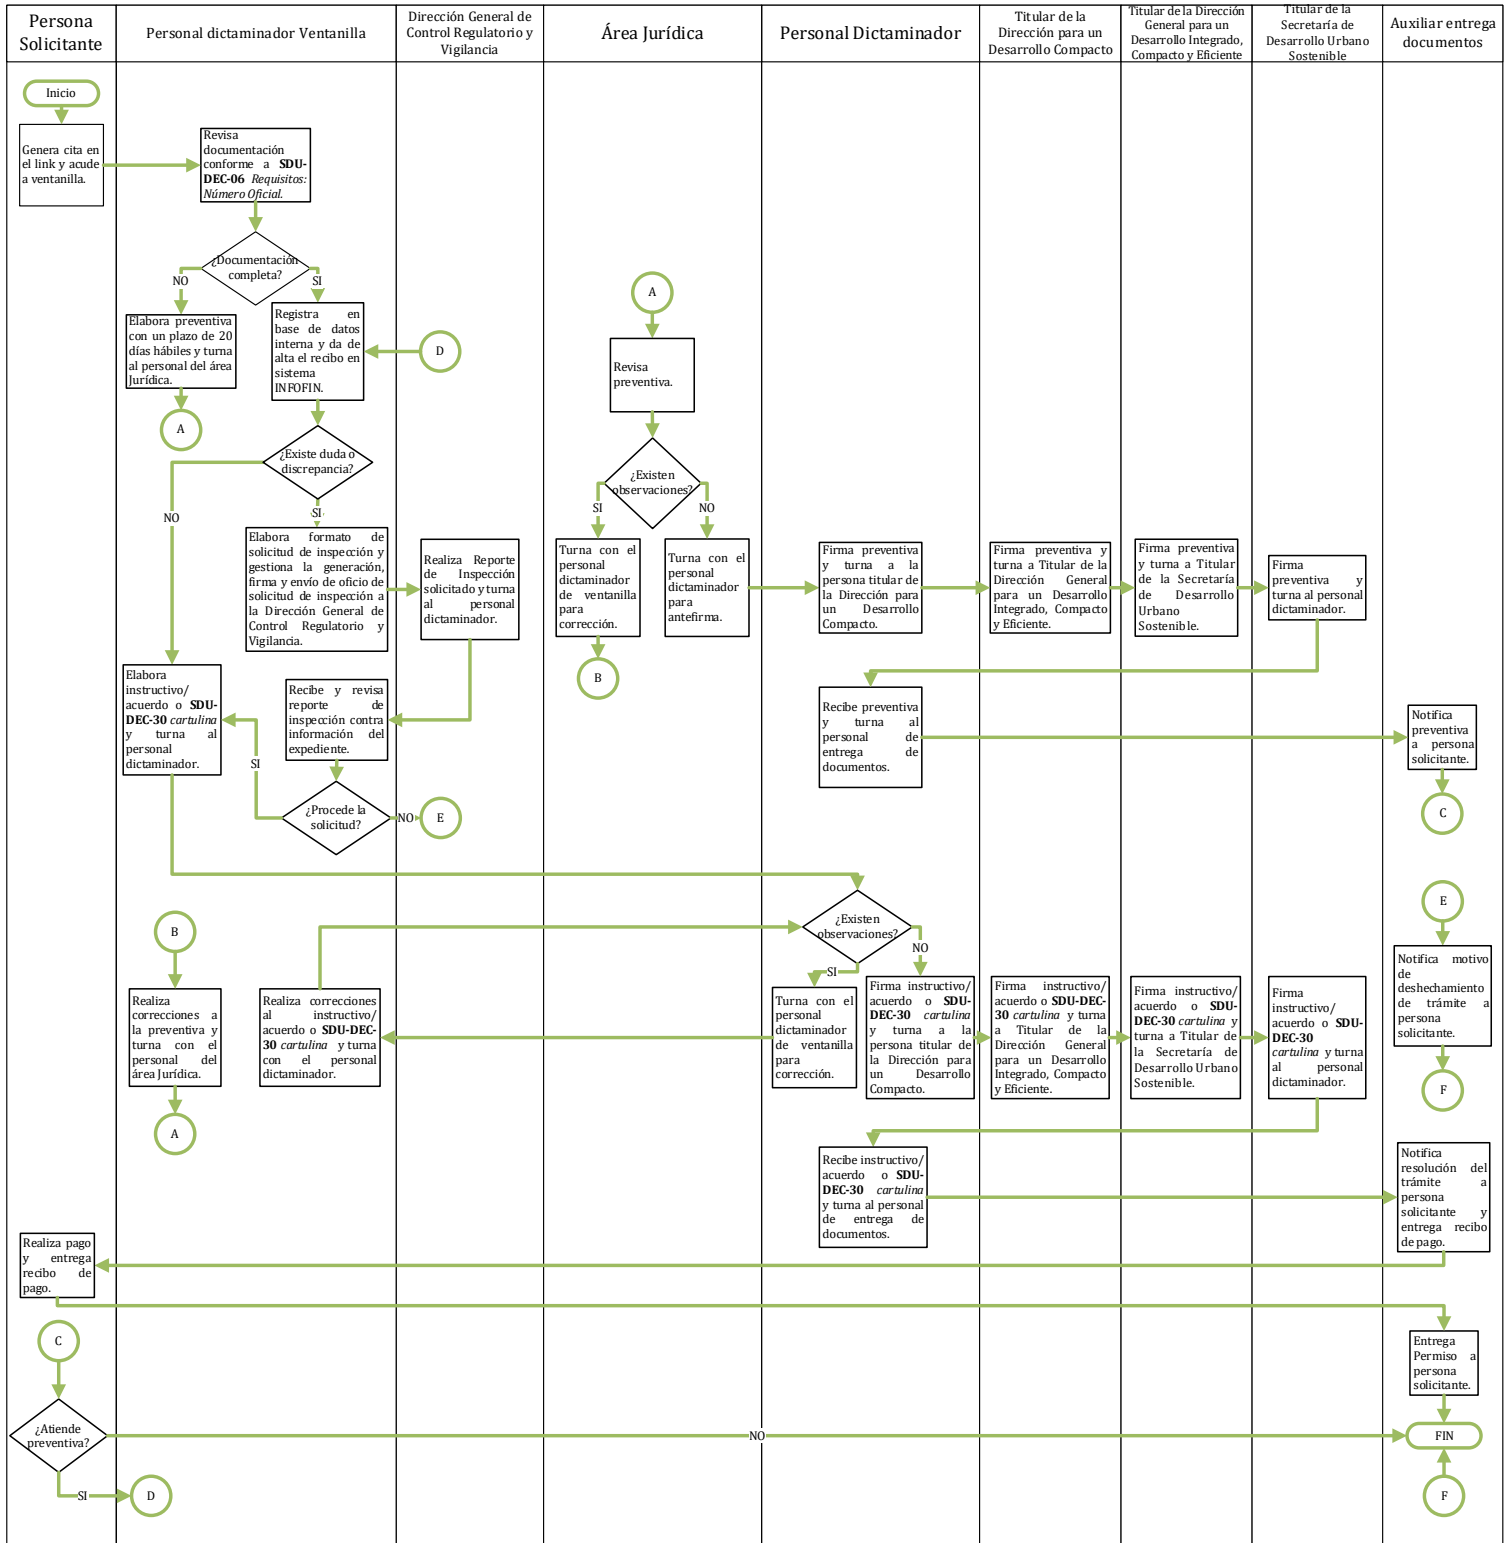 Persona
Solicitante
Personal dictaminador Ventanilla
Dirección General de
Control Regulatorio y
Vigilancia
Área Jurídica
Personal Dictaminador
Titular de la
Dirección para un
Desarrollo Compacto
Titular de la Dirección
General para un
Desarrollo Integrado,
Compacto y Eficiente
Titular de la
Secretaría de
Desarrollo Urbano
Sostenible
Auxiliar entrega
documentos
Inicio
Genera cita en
el link y acude
a ventanilla.
Revisa
documentación
conforme a SDU-
DEC-06 Requisitos:
Número Oficial.
¿Documentación
completa?
NO
SI
Elabora preventiva
con un plazo de 20
días hábiles y turna
al personal del área
Jurídica.
A
Registra en
base de datos
interna y da de
alta el recibo en
sistema
INFOFIN.
D
¿Existe duda o
discrepancia?
NO
SI
Elabora formato de
solicitud de inspección y
gestiona la generación,
firma y envío de oficio de
solicitud de inspección a
la Dirección General de
Control Regulatorio y
Vigilancia.
Realiza Reporte
de Inspección
solicitado y turna
al personal
dictaminador.
A
Revisa
preventiva.
¿Existen
observaciones?
SI
NO
Turna con el
personal
dictaminador
de ventanilla
para
corrección.
B
Turna con el
personal
dictaminador
para
antefirma.
Firma preventiva
y turna a la
persona titular de
la Dirección para
un Desarrollo
Compacto.
Firma preventiva y
turna a Titular de la
Dirección General
para un Desarrollo
Integrado, Compacto
y Eficiente.
Firma preventiva
y turna a Titular
de la Secretaría
de Desarrollo
Urbano
Sostenible.
Firma
preventiva y
turna al personal
dictaminador.
Elabora
instructivo/
acuerdo o SDU-
DEC-30 cartulina
y turna al
personal
dictaminador.
Recibe y revisa
reporte de
inspección contra
información del
expediente.
SI
¿Procede la
solicitud?
NO
E
Recibe preventiva
y turna al
personal de
entrega de
documentos.
Notifica
preventiva
a persona
solicitante.
C
B
Realiza
correcciones a
la preventiva y
turna con el
personal del
área Jurídica.
A
Realiza correcciones
al instructivo/
acuerdo o SDU-DEC-
30 cartulina y turna
con el personal
dictaminador.
¿Existen
observaciones?
SI
NO
Turna con el
personal
dictaminador
de ventanilla
para
corrección.
Firma instructivo/
acuerdo o SDU-
DEC-30 cartulina
y turna a la
persona titular de
la Dirección para
un Desarrollo
Compacto.
Firma instructivo/
acuerdo o SDU-DEC-
30 cartulina y turna
a Titular de la
Dirección General
para un Desarrollo
Integrado, Compacto
y Eficiente.
Firma instructivo/
acuerdo o SDU-
DEC-30 cartulina y
turna a Titular de
la Secretaría de
Desarrollo Urbano
Sostenible.
Firma
instructivo/
acuerdo o SDU-
DEC-30
cartulina y turna
al personal
dictaminador.
E
Notifica motivo
de
deshechamiento
de trámite a
persona
solicitante.
F
Recibe instructivo/
acuerdo o SDU-
DEC-30 cartulina
y turna al personal
de entrega de
documentos.
Notifica
resolución del
trámite a
persona
solicitante y
entrega recibo
de pago.
Realiza pago
y entrega
recibo de
pago.
C
¿Atiende
preventiva?
NO
SI
D
Entrega
Permiso a
persona
solicitante.
FIN
F